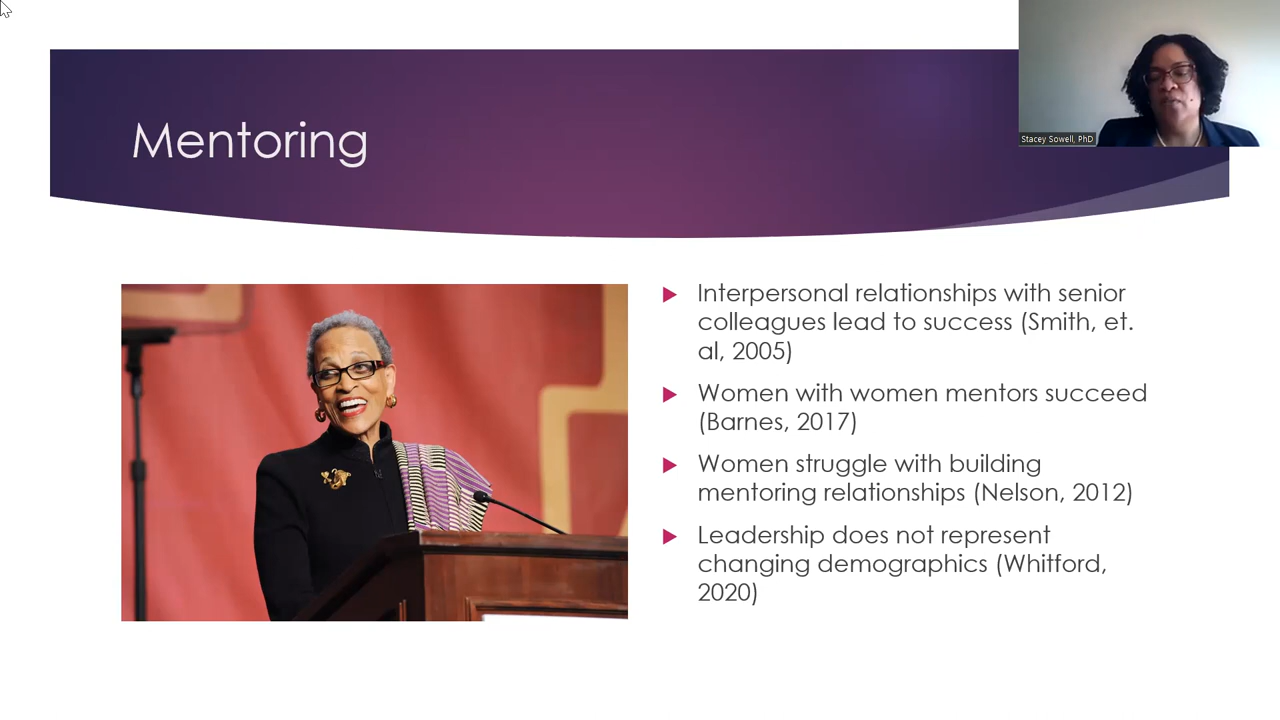 Mentoring
Stacey Sowell, PhD
Interpersonal relationships with senior
colleagues lead to success (Smith, et.
al, 2005)
Women with women mentors succeed
(Barnes, 2017)
Women struggle with building
mentoring relationships (Nelson, 2012)
Leadership does not represent
changing demographics (Whitford,
2020)